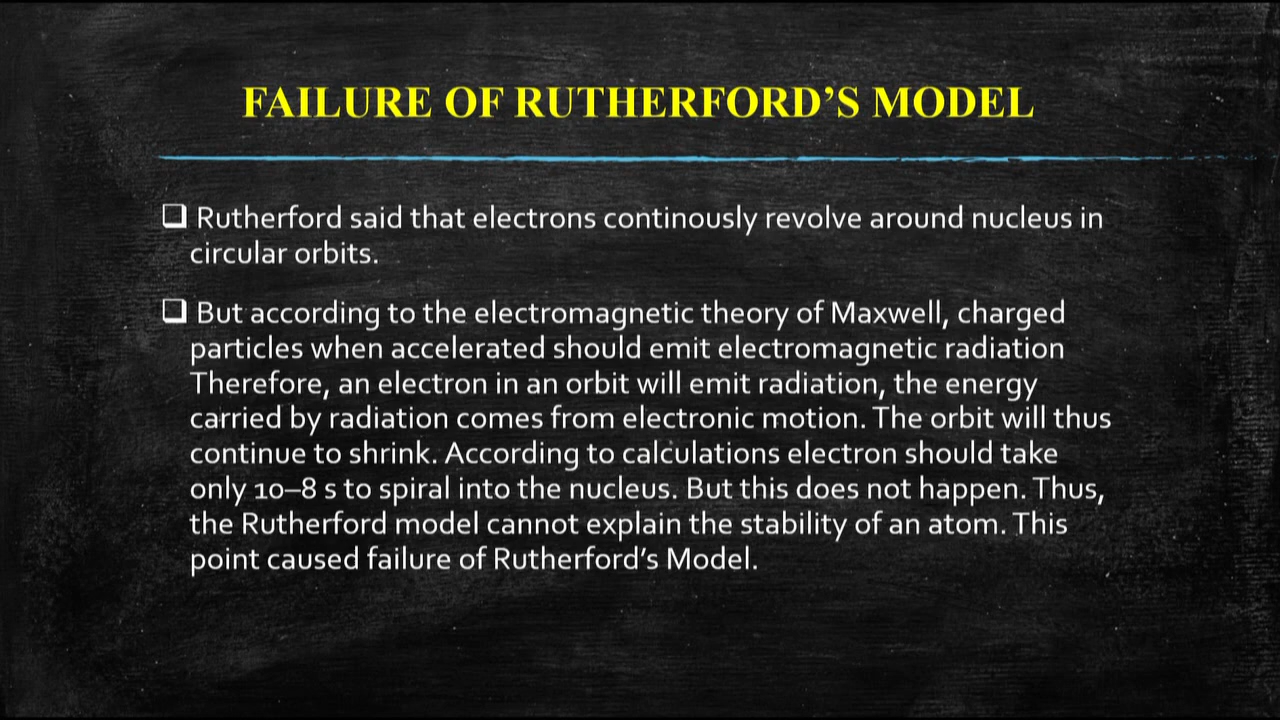 FAILURE OF RUTHERFORD’S MODEL
❑ Rutherford said that electrons continously revolve around nucleus in
circular orbits.
❑ But according to the electromagnetic theory of Maxwell, charged
particles when accelerated should emit electromagnetic radiation
Therefore, an electron in an orbit will emit radiation, the energy
carried by radiation comes from electronic motion. The orbit will thus
continue to shrink. According to calculations electron should take
only 10–8 s to spiral into the nucleus. But this does not happen. Thus,
the Rutherford model cannot explain the stability of an atom. This
point caused failure of Rutherford’s Model.